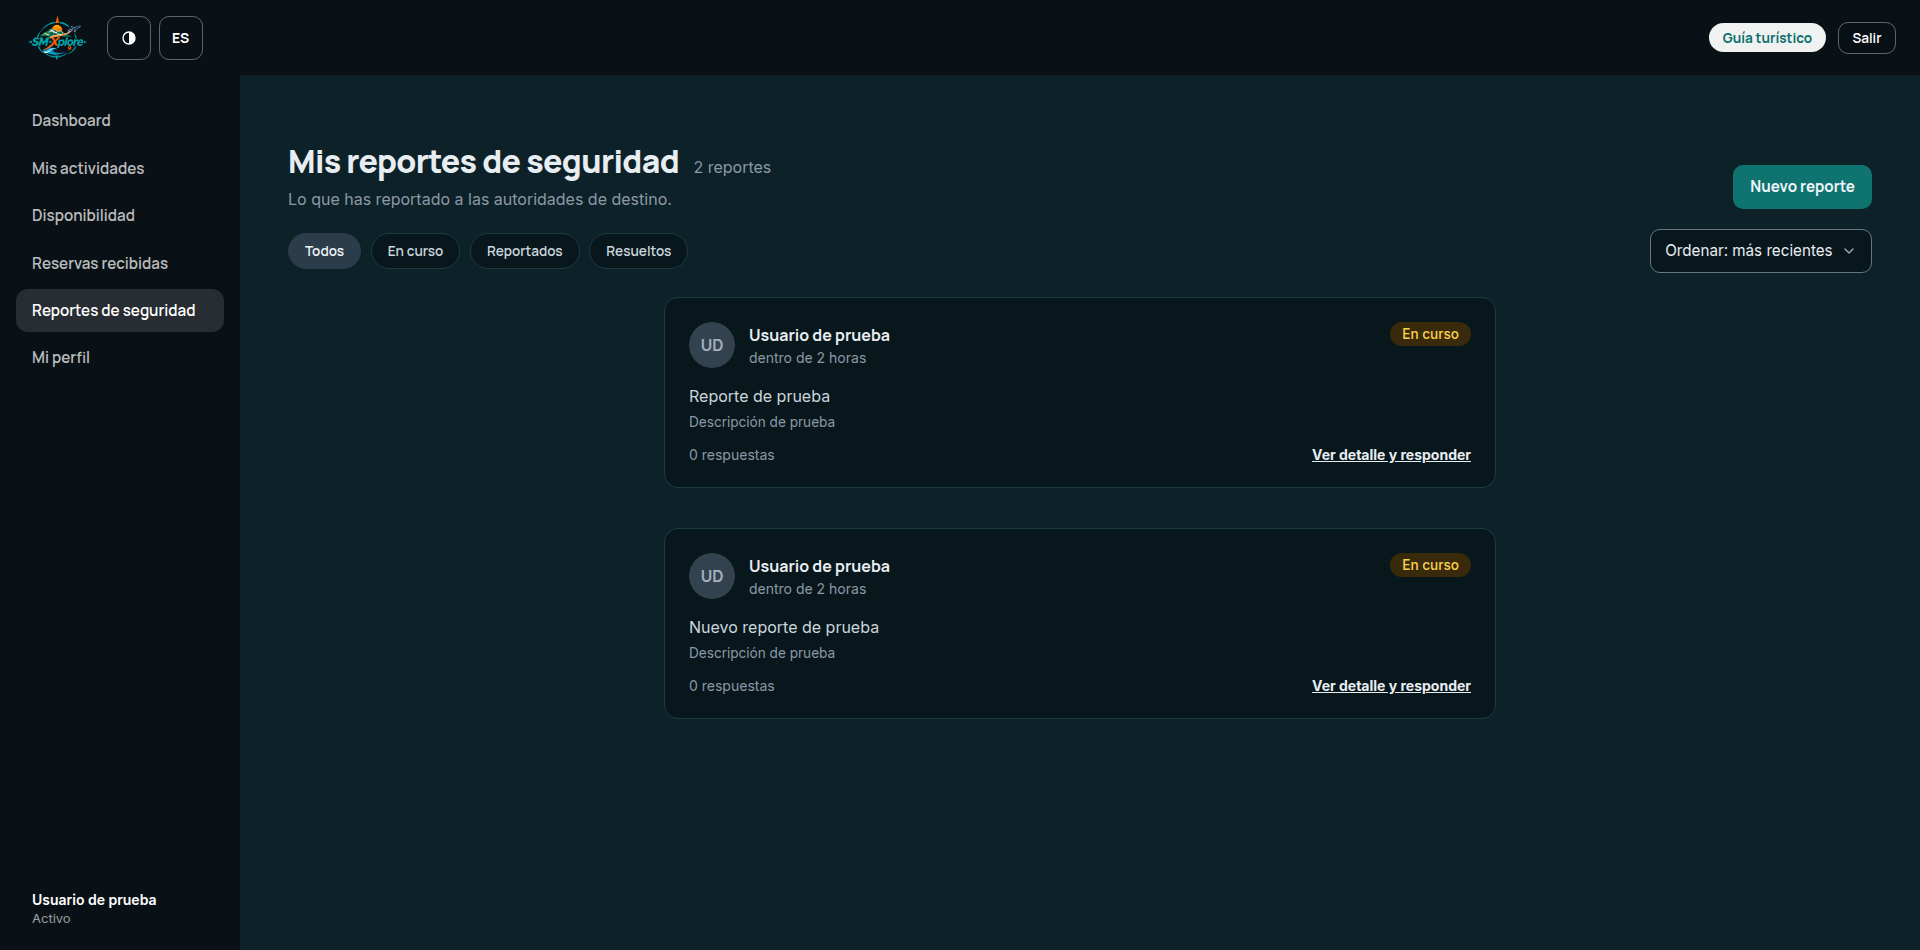 SM-Xplore
ES
Guía turístico
Salir
Dashboard
Mis actividades
Disponibilidad
Reservas recibidas
Reportes de seguridad
Mi perfil
Mis reportes de seguridad 2 reportes
Lo que has reportado a las autoridades de destino.
Nuevo reporte
Todos
En curso
Reportados
Resueltos
Ordenar: más recientes
UD
Usuario de prueba
dentro de 2 horas
En curso
Reporte de prueba
Descripción de prueba
0 respuestas
Ver detalle y responder
UD
Usuario de prueba
dentro de 2 horas
En curso
Nuevo reporte de prueba
Descripción de prueba
0 respuestas
Ver detalle y responder
Usuario de prueba
Activo